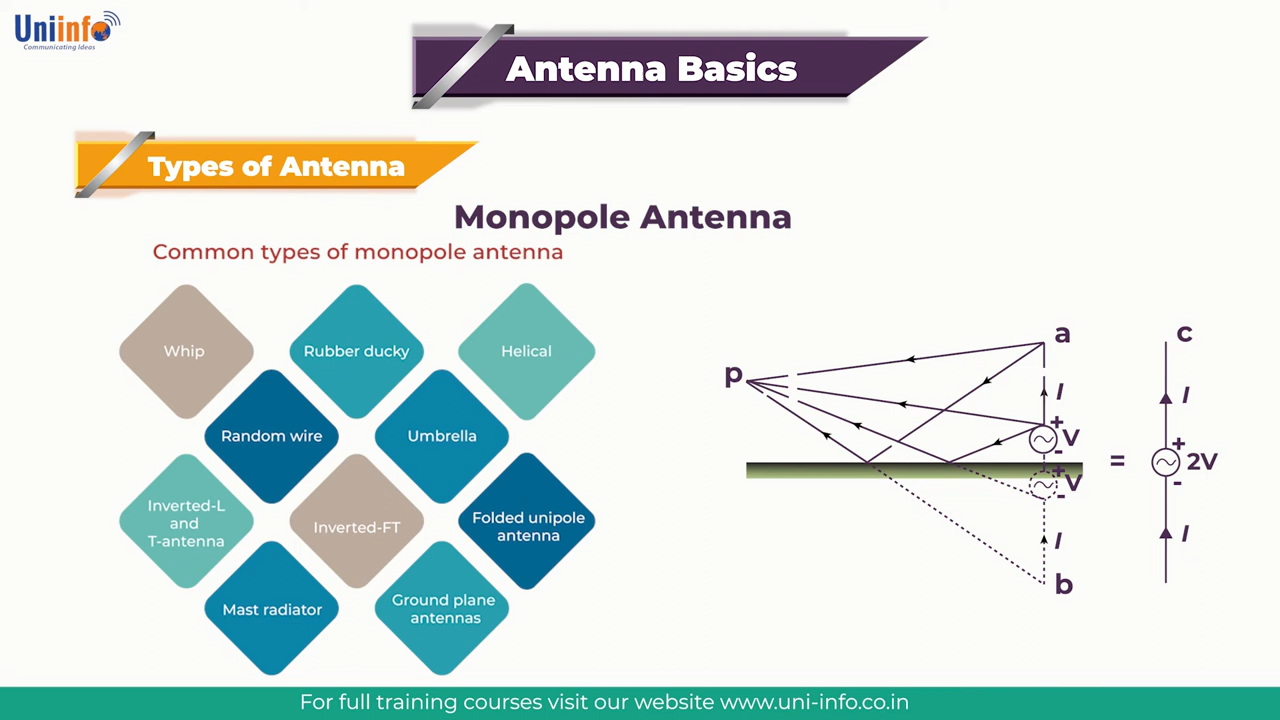 Uniinfo
Communicating Ideas
Antenna Basics
Types of Antenna
Monopole Antenna
Common types of monopole antenna
Whip
Rubber ducky
Helical
Random wire
Umbrella
Inverted-L
and
T-antenna
Inverted-FT
Folded unipole
antenna
Mast radiator
Ground plane
antennas
a
p
I
+
V
-
+
V
-
I
b
=
c
I
+
2V
-
I
For full training courses visit our website www.uni-info.co.in